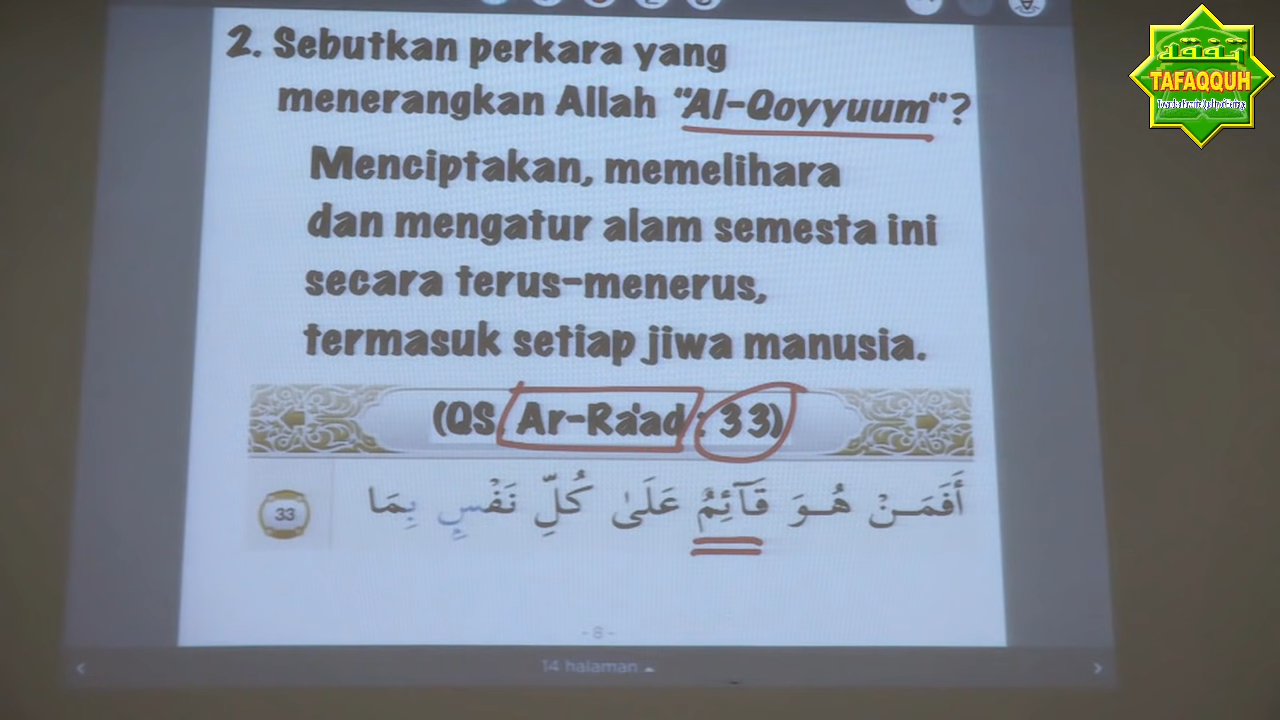 2. Sebutkan perkara yang
menerangkan Allah "Al-Qoyyuum"?
Menciptakan, memelihara
dan mengatur alam semesta ini
secara terus-menerus,
termasuk setiap jiwa manusia.
(QS Ar-Ra'ad : 33)
أَفَمَنْ هُوَ قَآئِمٌ عَلَىٰ كُلِّ نَفْسٍ بِمَا
33
-8-
14 halaman
تفقه
TAFAQQUH